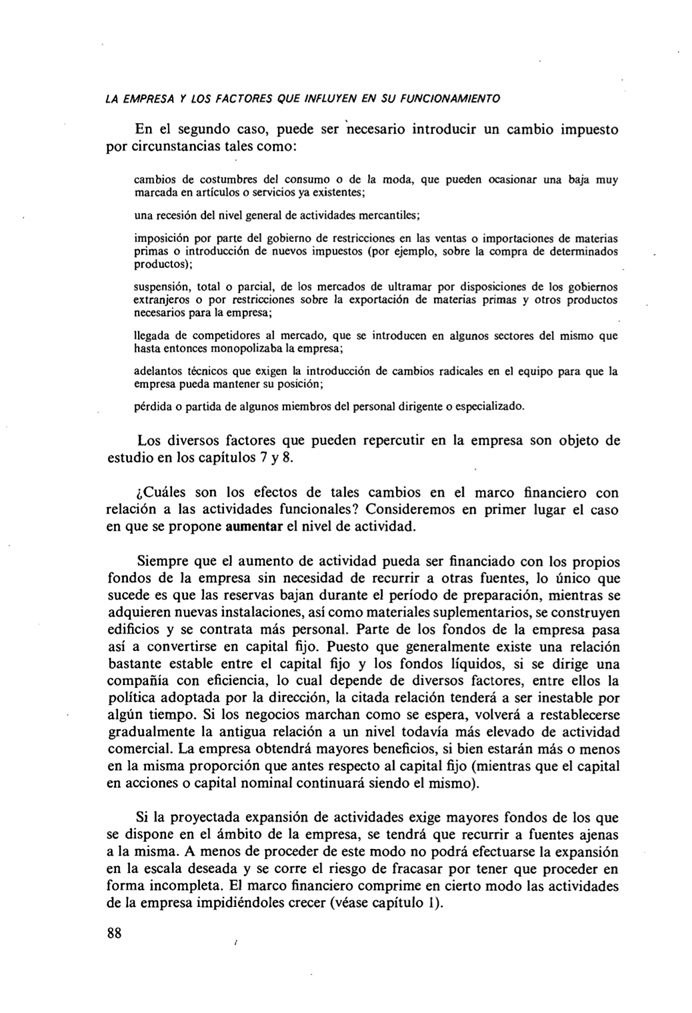 LA EMPRESA Y LOS FACTORES QUE INFLUYEN EN SU FUNCIONAMIENTO
En el segundo caso, puede ser necesario introducir un cambio impuesto
por circunstancias tales como:
cambios de costumbres del consumo o de la moda, que pueden ocasionar una baja muy
marcada en artículos o servicios ya existentes;
una recesión del nivel general de actividades mercantiles;
imposición por parte del gobierno de restricciones en las ventas o importaciones de materias
primas o introducción de nuevos impuestos (por ejemplo, sobre la compra de determinados
productos);
suspensión, total o parcial, de los mercados de ultramar por disposiciones de los gobiernos
extranjeros o por restricciones sobre la exportación de materias primas y otros productos
necesarios para la empresa;
llegada de competidores al mercado, que se introducen en algunos sectores del mismo que
hasta entonces monopolizaba la empresa;
adelantos técnicos que exigen la introducción de cambios radicales en el equipo para que la
empresa pueda mantener su posición;
pérdida o partida de algunos miembros del personal dirigente o especializado.
Los diversos factores que pueden repercutir en la empresa son objeto de
estudio en los capítulos 7 y 8.
¿Cuáles son los efectos de tales cambios en el marco financiero con
relación a las actividades funcionales? Consideremos en primer lugar el caso
en que se propone aumentar el nivel de actividad.
Siempre que el aumento de actividad pueda ser financiado con los propios
fondos de la empresa sin necesidad de recurrir a otras fuentes, lo único que
sucede es que las reservas bajan durante el período de preparación, mientras se
adquieren nuevas instalaciones, así como materiales suplementarios, se construyen
edificios y se contrata más personal. Parte de los fondos de la empresa pasa
así a convertirse en capital fijo. Puesto que generalmente existe una relación
bastante estable entre el capital fijo y los fondos líquidos, si se dirige una
compañía con eficiencia, lo cual depende de diversos factores, entre ellos la
política adoptada por la dirección, la citada relación tenderá a ser inestable por
algún tiempo. Si los negocios marchan como se espera, volverá a restablecerse
gradualmente la antigua relación a un nivel todavía más elevado de actividad
comercial. La empresa obtendrá mayores beneficios, si bien estarán más o menos
en la misma proporción que antes respecto al capital fijo (mientras que el capital
en acciones o capital nominal continuará siendo el mismo).
Si la proyectada expansión de actividades exige mayores fondos de los que
se dispone en el ámbito de la empresa, se tendrá que recurrir a fuentes ajenas
a la misma. A menos de proceder de este modo no podrá efectuarse la expansión
en la escala deseada y se corre el riesgo de fracasar por tener que proceder en
forma incompleta. El marco financiero comprime en cierto modo las actividades
de la empresa impidiéndoles crecer (véase capítulo 1).
88